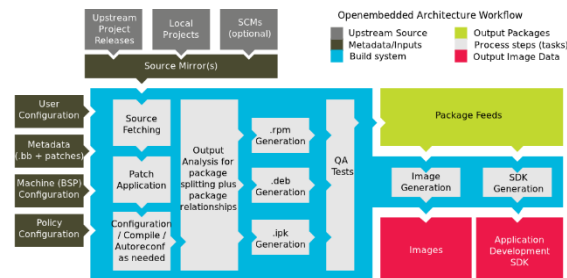 Upstream
Project
Releases
Local
Projects
SCMs
(optional)
Openembedded Architecture Workflow
Upstream Source
Metadata/Inputs
Build system
Output Packages
Process steps (tasks)
Output Image Data
Source Mirror(s)
User
Configuration
Metadata
(.bb + patches)
Machine (BSP)
Configuration
Policy
Configuration
Source
Fetching
Patch
Application
Configuration
/ Compile /
Autoreconf
as needed
Output
Analysis for
package
splitting plus
package
relationships
.rpm
Generation
.deb
Generation
.ipk
Generation
QA
Tests
Package Feeds
Image
Generation
SDK
Generation
Images
Application
Development
SDK